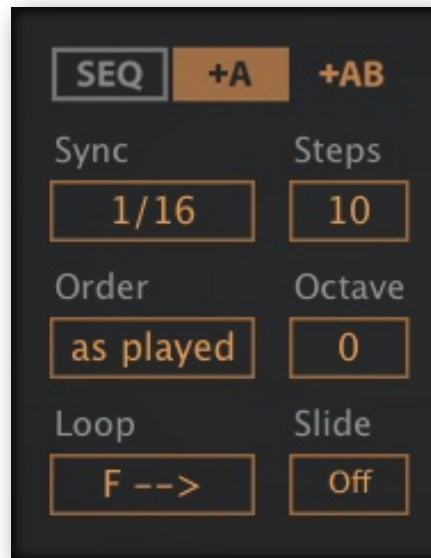 SEQ +A +AB
Sync Steps
1/16 10
Order Octave
as played 0
Loop Slide
F --> Off